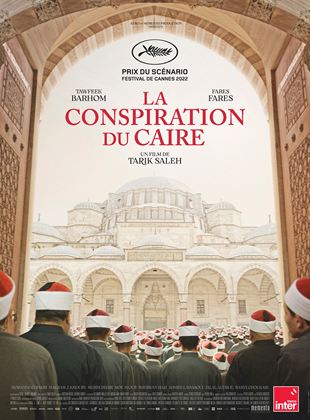 PRIX DU SCÉNARIO
FESTIVAL DE CANNES 2022
TAWFEEK
BARHOM
FARES
FARES
LA
CONSPIRATION
DU CAIRE
UN FILM DE
TARIK SALEH
inter